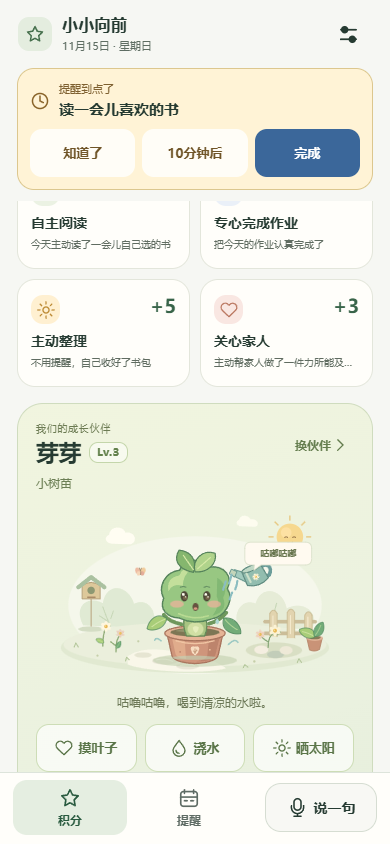 小小向前
11月15日 · 星期日
提醒到点了
读一会儿喜欢的书
知道了
10分钟后
完成
自主阅读
今天主动读了一会儿自己选的书
专心完成作业
把今天的作业认真完成了
+5
主动整理
不用提醒，自己收好了书包
+3
关心家人
主动帮家人做了一件力所能及...
我们的成长伙伴
芽芽
Lv.3
换伙伴
小树苗
咕嘟咕嘟
咕噜咕噜，喝到清凉的水啦。
摸叶子
浇水
晒太阳
积分
提醒
说一句